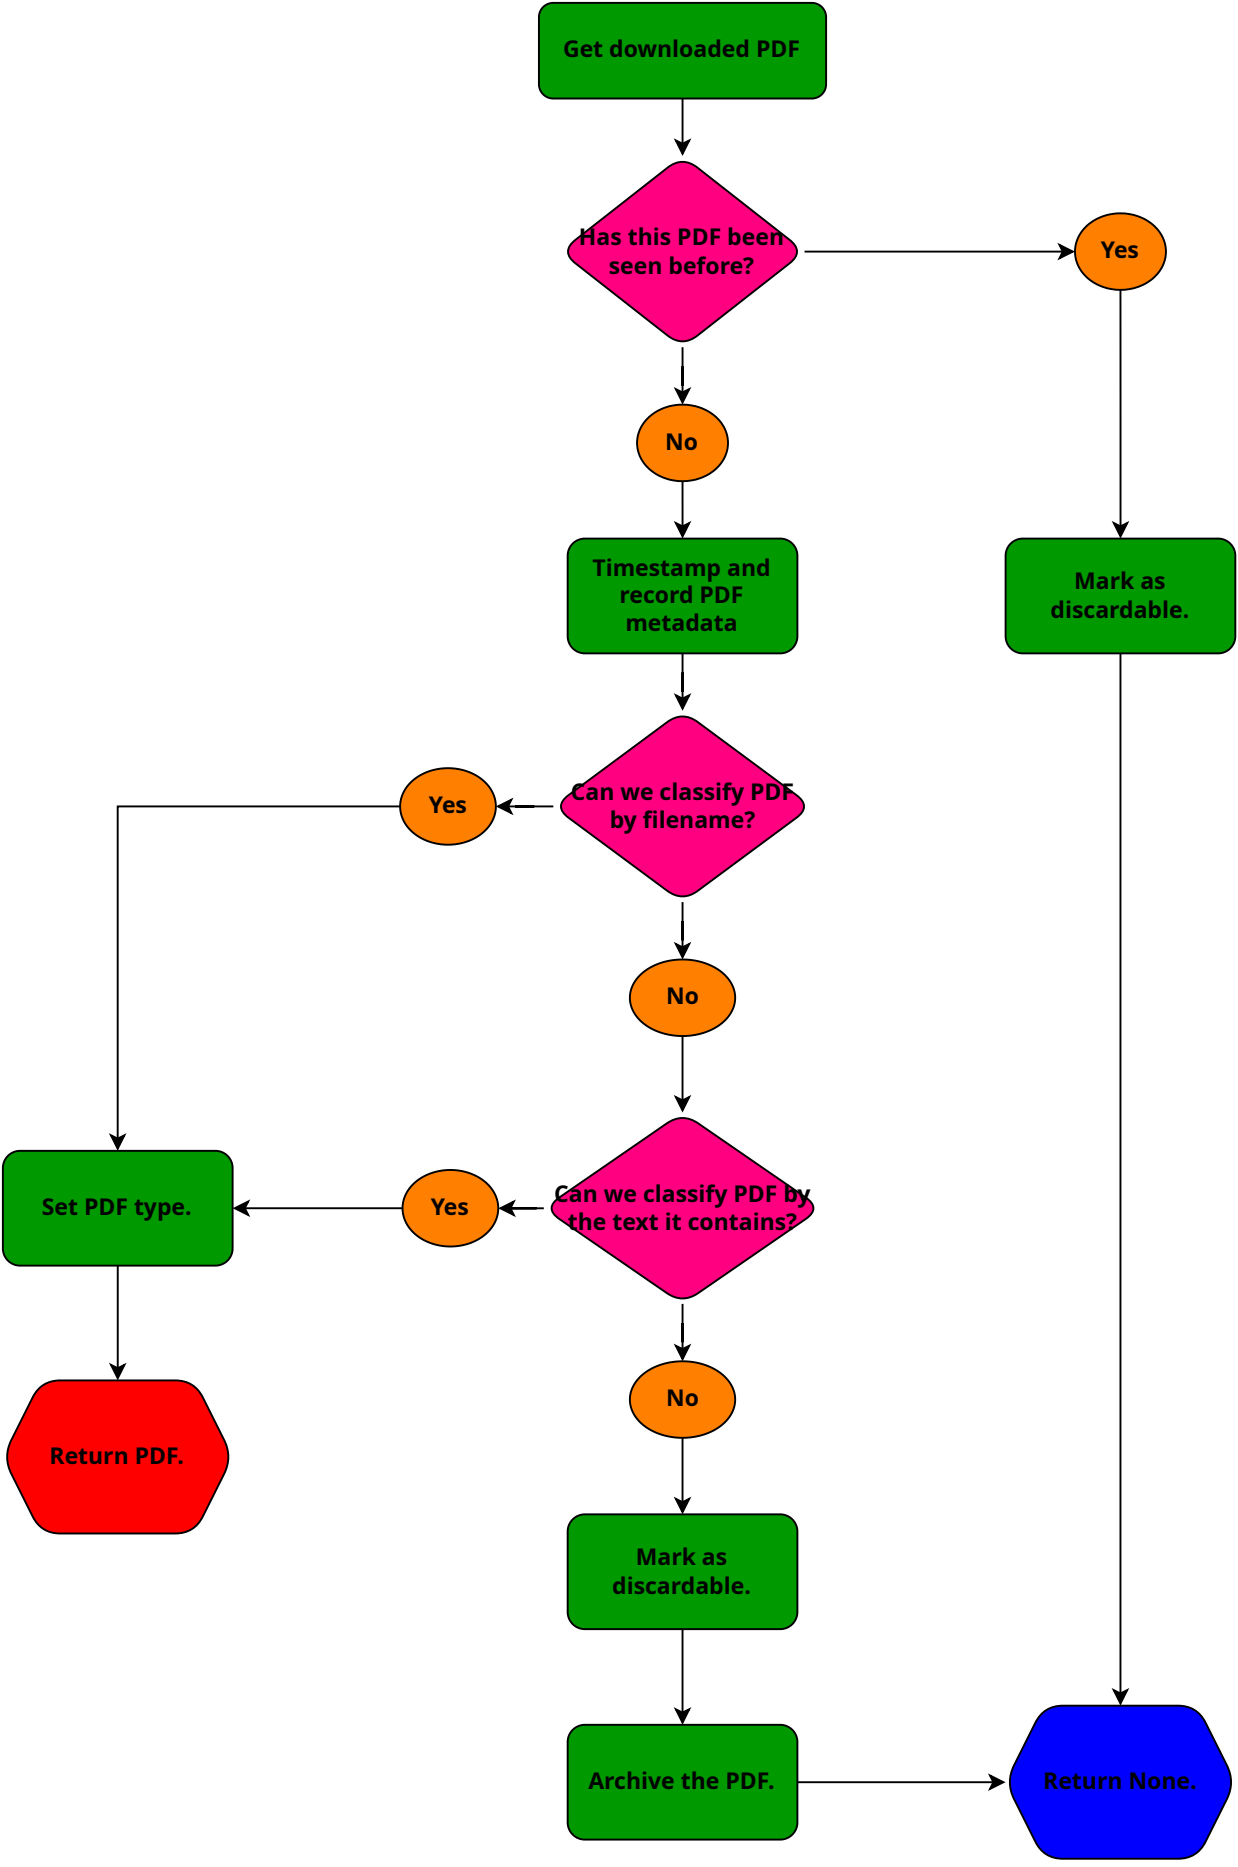 Get downloaded PDF
Has this PDF been
seen before?
Yes
No
Timestamp and
record PDF
metadata
Mark as
discardable.
Can we classify PDF
by filename?
Yes
No
Can we classify PDF by
the text it contains?
Yes
Set PDF type.
No
Return PDF.
Mark as
discardable.
Archive the PDF.
Return None.